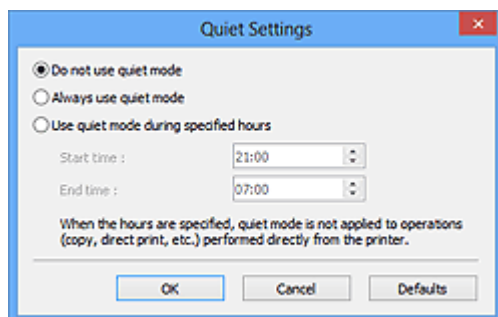 Quiet Settings
Do not use quiet mode
Always use quiet mode
Use quiet mode during specified hours
Start time : 21:00
End time : 07:00
When the hours are specified, quiet mode is not applied to operations
(copy, direct print, etc.) performed directly from the printer.
OK Cancel Defaults